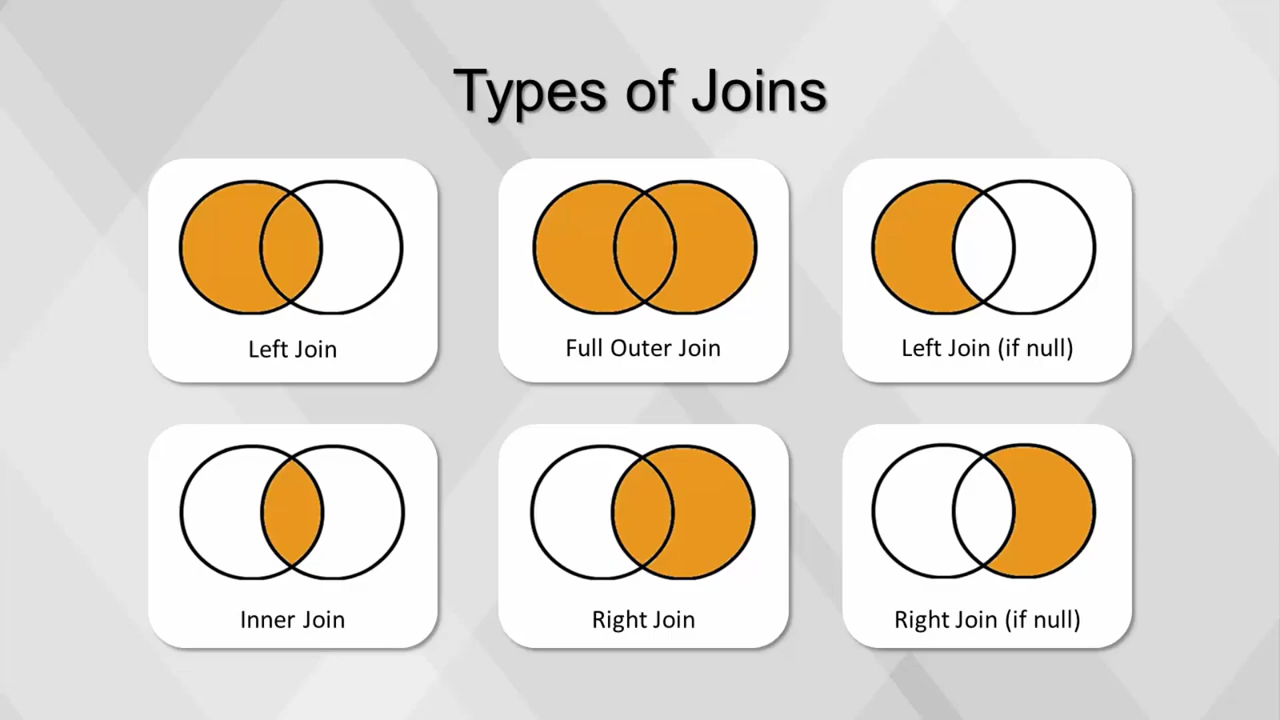 Types of Joins
Left Join
Full Outer Join
Left Join (if null)
Inner Join
Right Join
Right Join (if null)